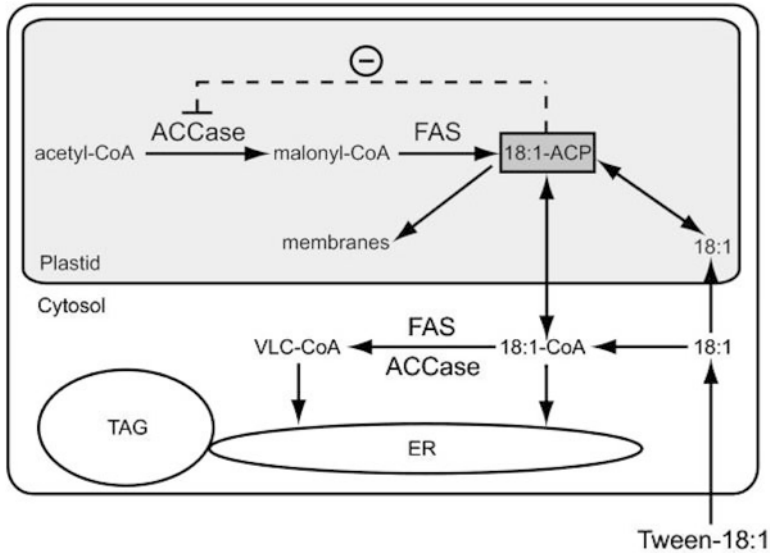 −
ACCase
FAS
acetyl-CoA
malonyl-CoA
18:1-ACP
membranes
18:1
Plastid
Cytosol
FAS
VLC-CoA
18:1-CoA
18:1
ACCase
TAG
ER
Tween-18:1